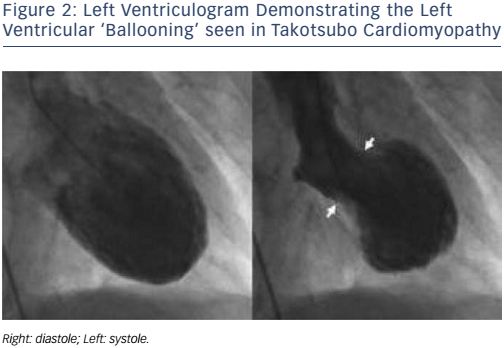 Figure 2: Left Ventriculogram Demonstrating the Left
Ventricular ‘Ballooning’ seen in Takotsubo Cardiomyopathy
Right: diastole; Left: systole.